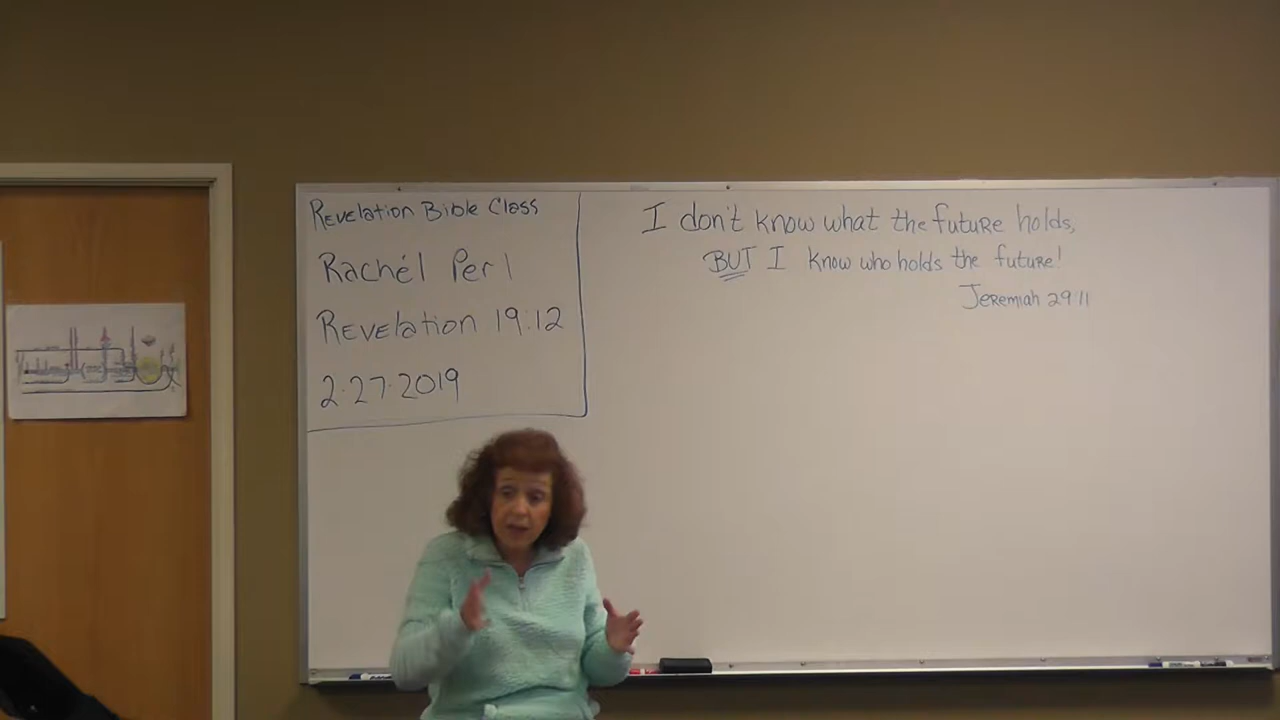 Revelation Bible Class
Rachél Perl
Revelation 19:12
2.27.2019
I don't know what the future holds,
BUT I know who holds the future!
Jeremiah 29:11